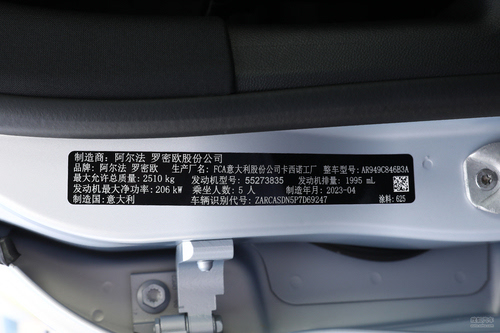 制造商: 阿尔法 罗密欧股份公司
品牌: 阿尔法 罗密欧 生产厂名: FCA意大利股份公司卡西诺工厂 整车型号: AR949C846B3A
最大允许总质量: 2510 kg 发动机型号: 55273835 发动机排量: 1995 mL
发动机最大净功率: 206 kW 乘坐人数: 5 人 制造年月: 2023-04
制造国: 意大利 车辆识别代号: ZARCASDN5P7D69247 涂料: 625